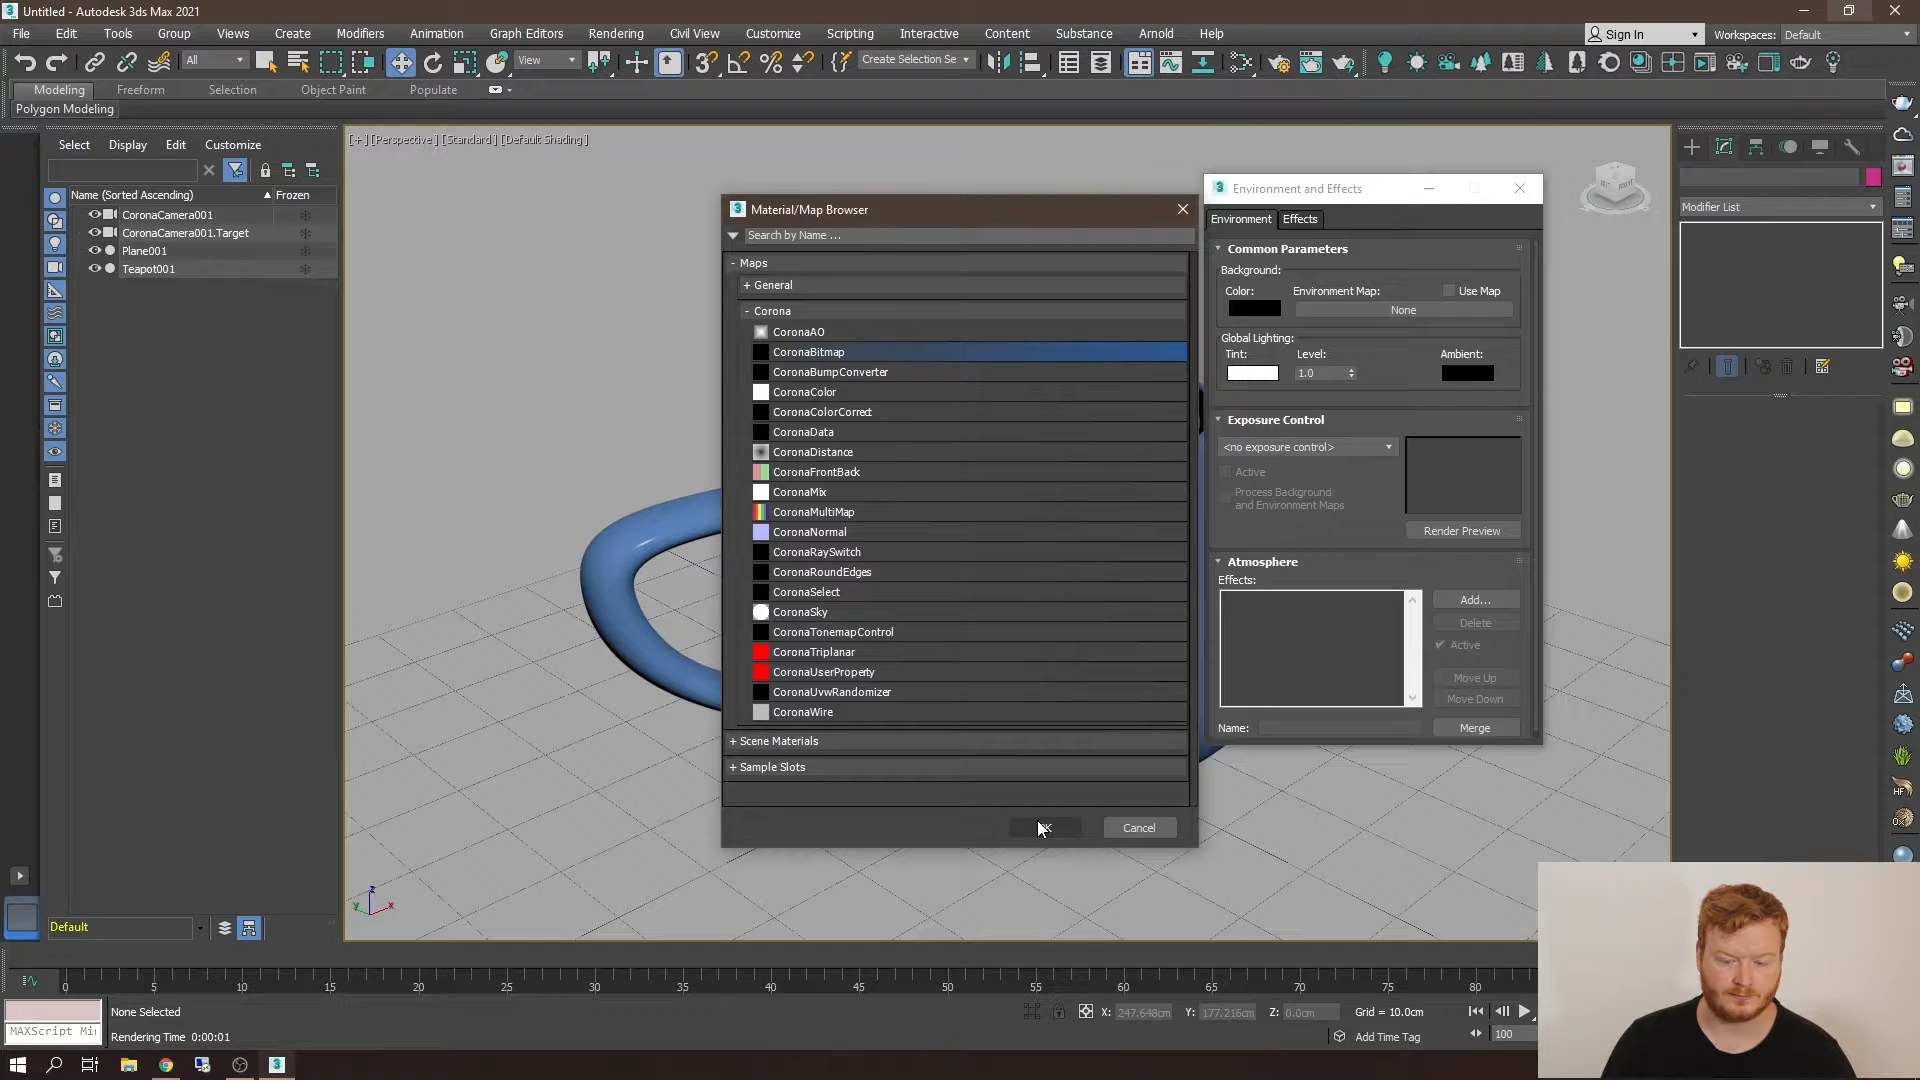 Untitled - Autodesk 3ds Max 2021
File Edit Tools Group Views Create Modifiers Animation Graph Editors Rendering Civil View Customize Scripting Interactive Content Substance Arnold Help
Sign In Workspaces: Default
All View Create Selection Se
Modeling Freeform Selection Object Paint Populate
Polygon Modeling
Select Display Edit Customize
Name (Sorted Ascending) Frozen
CoronaCamera001
CoronaCamera001.Target
Plane001
Teapot001
Default
[+] [Perspective] [Standard] [Default Shading]
Material/Map Browser
Search by Name ...
- Maps
+ General
- Corona
CoronaAO
CoronaBitmap
CoronaBumpConverter
CoronaColor
CoronaColorCorrect
CoronaData
CoronaDistance
CoronaFrontBack
CoronaMix
CoronaMultiMap
CoronaNormal
CoronaRaySwitch
CoronaRoundEdges
CoronaSelect
CoronaSky
CoronaTonemapControl
CoronaTriplanar
CoronaUserProperty
CoronaUvwRandomizer
CoronaWire
+ Scene Materials
+ Sample Slots
Cancel
Environment and Effects
Environment Effects
Common Parameters
Background:
Color: Environment Map: Use Map
None
Global Lighting:
Tint: Level: Ambient:
1.0
Exposure Control
<no exposure control>
Active
Process Background
and Environment Maps
Render Preview
Atmosphere
Effects:
Add...
Delete
Active
Move Up
Move Down
Name: Merge
Modifier List
z
y x
0 5 10 15 20 25 30 35 40 45 50 55 60 65 70 75 80
None Selected
X: 247.648cm Y: 177.216cm Z: 0.0cm Grid = 10.0cm
MAXScript Mi
Rendering Time 0:00:01
Add Time Tag
100